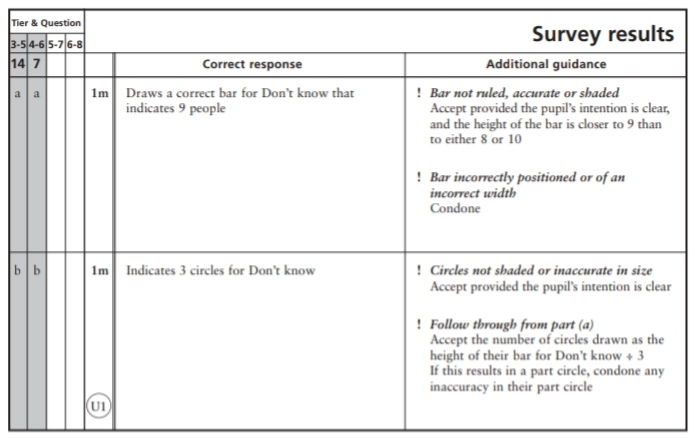 Tier & Question
3-5 4-6 5-7 6-8
Survey results
14 7
Correct response
Additional guidance
a a
1m
Draws a correct bar for Don't know that
indicates 9 people
! Bar not ruled, accurate or shaded
Accept provided the pupil's intention is clear,
and the height of the bar is closer to 9 than
to either 8 or 10
! Bar incorrectly positioned or of an
incorrect width
Condone
b b
1m
Indicates 3 circles for Don't know
! Circles not shaded or inaccurate in size
Accept provided the pupil's intention is clear
! Follow through from part (a)
Accept the number of circles drawn as the
height of their bar for Don't know ÷ 3
If this results in a part circle, condone any
inaccuracy in their part circle
U1